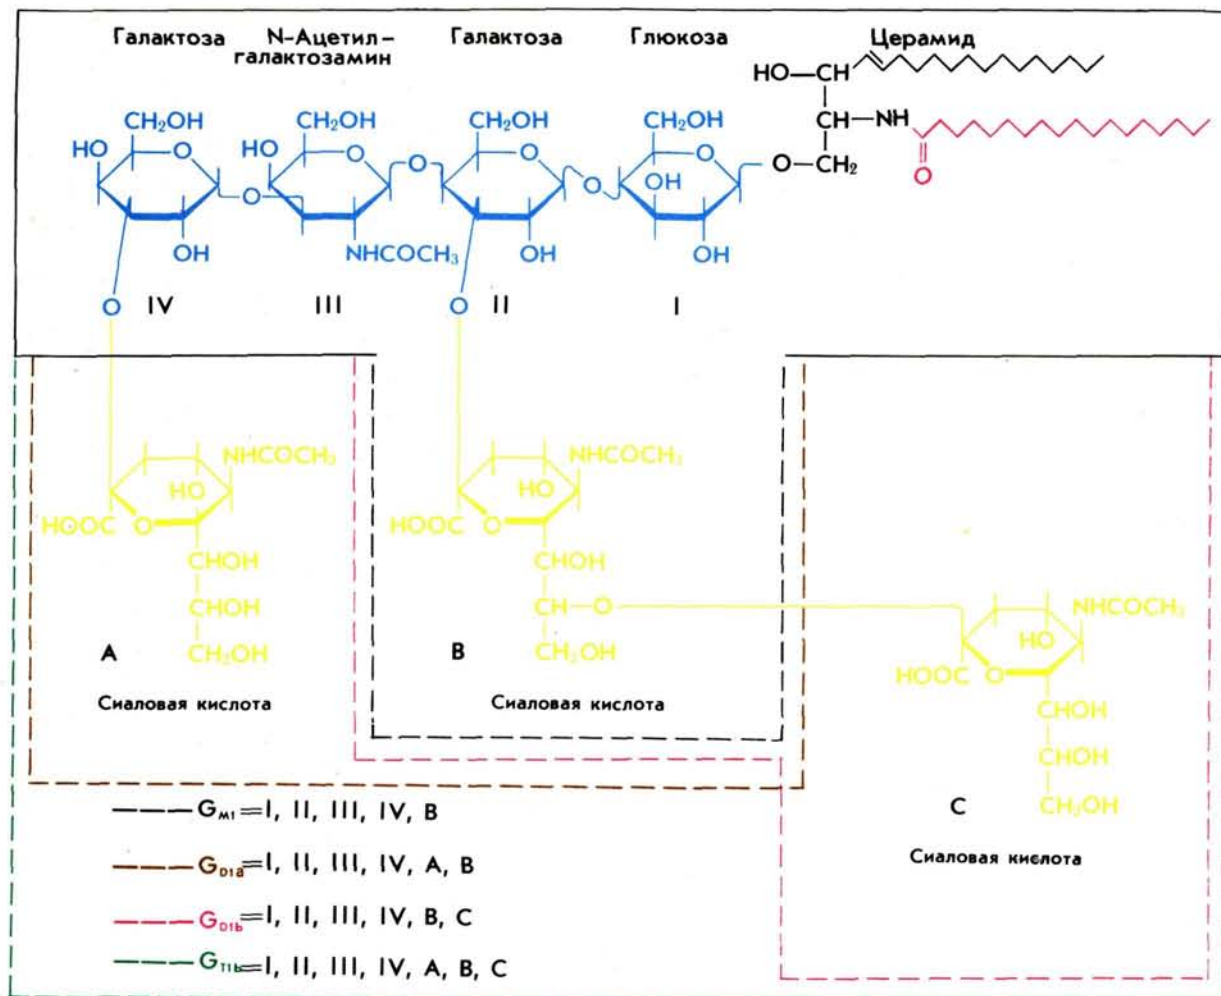 Галактоза N-Ацетил-галактозамин Галактоза Глюкоза Церамид
HO—CH
CH₂OH CH₂OH CH₂OH CH₂OH CH—NH
HO O HO O O O O O—CH₂ O
O O OH
OH
OH NHCOCH₃ OH OH
O IV III O II I
NHCOCH₃ NHCOCH₃
HO HO
HOOC O HOOC O
CHOH CHOH
CHOH CH—O NHCOCH₃
HO
A CH₂OH B CH₂OH HOOC O
Сиаловая кислота Сиаловая кислота CHOH
CHOH
C CH₂OH
Сиаловая кислота
G_M1=I, II, III, IV, B
G_D1a=I, II, III, IV, A, B
G_D1b=I, II, III, IV, B, C
G_T1b=I, II, III, IV, A, B, C